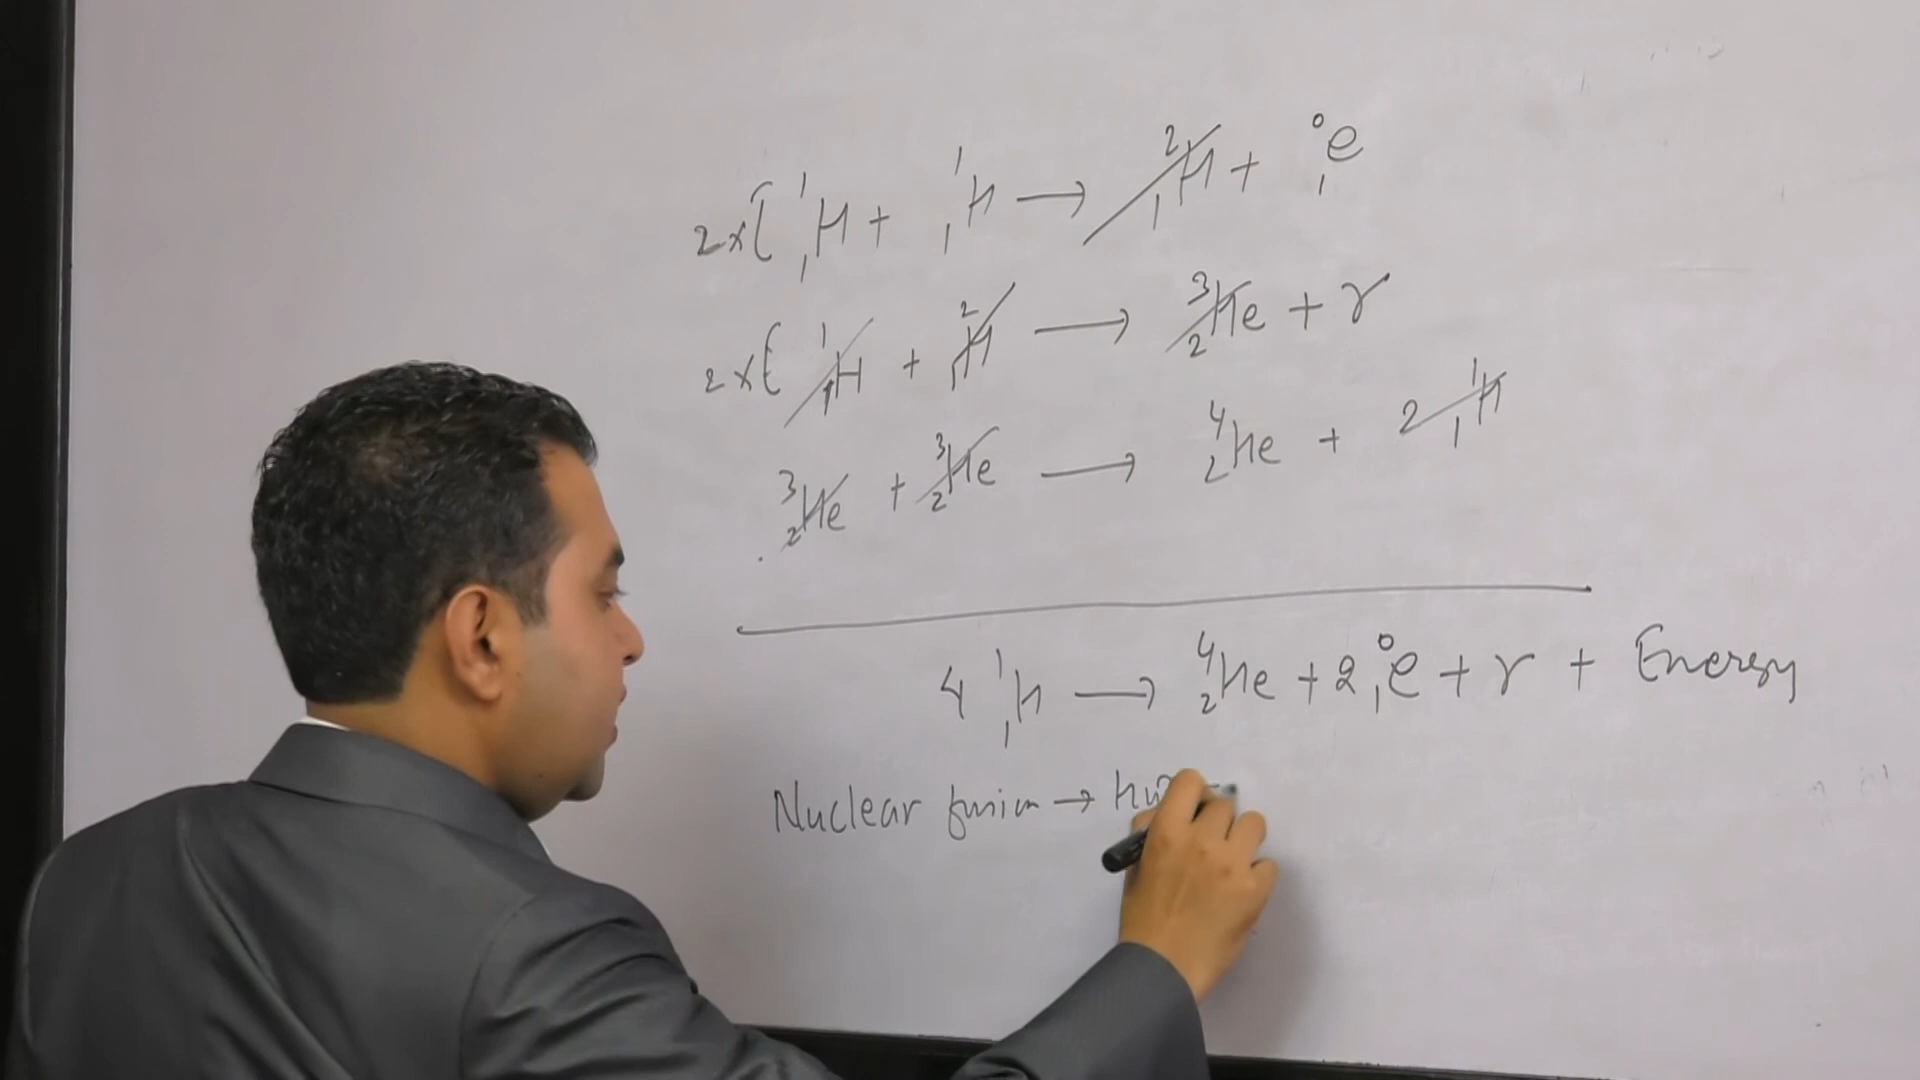 2x[ ¹₁H + ¹₁H → ²₁H + ⁰₁e
2x[ ¹₁H + ²₁H → ³₂He + γ
³₂He + ³₂He → ⁴₂He + 2 ¹₁H
4 ¹₁H → ⁴₂He + 2 ⁰₁e + γ + Energy
Nuclear fusion →